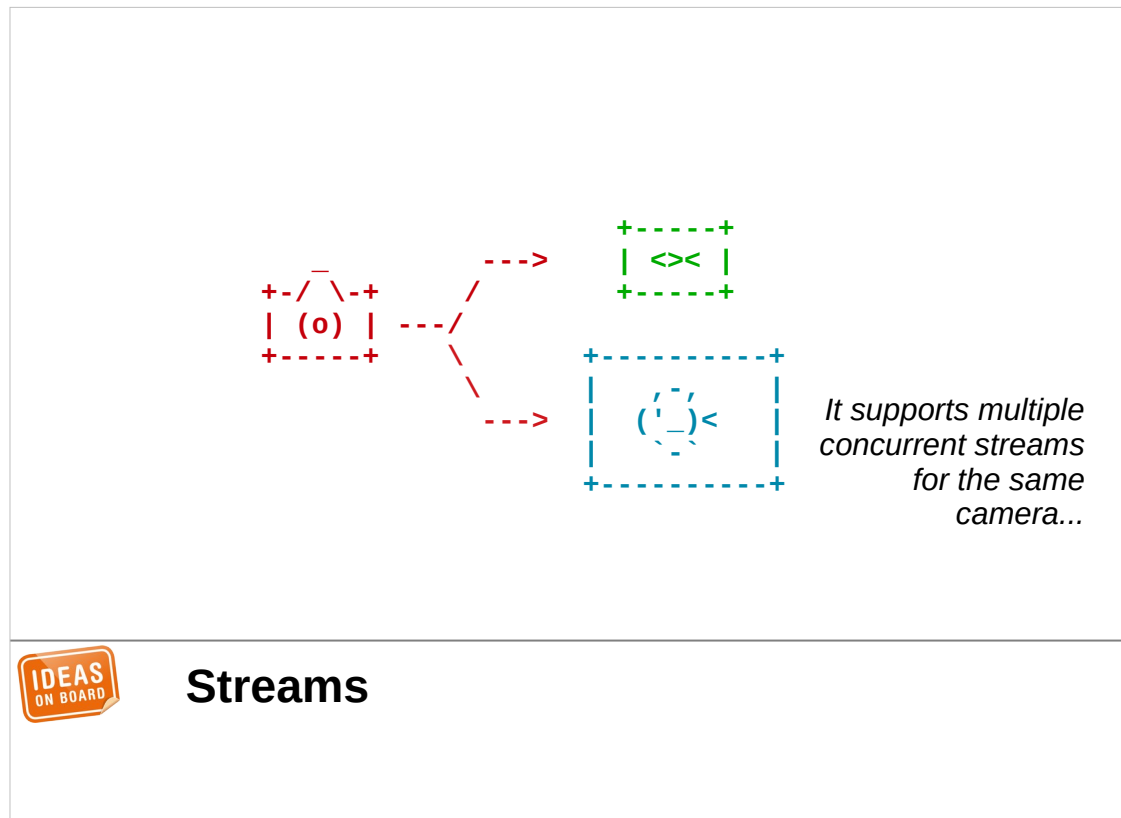 +-----+
              --->     | <>< |
   _         /         +-----+
+-/ \-+     /
| (o) | ---/
+-----+    \         +----------+
            \        |   ,-,    |
             --->    |  ('_)<   |
                     |   `-`    |
                     +----------+
It supports multiple
concurrent streams
for the same
camera...
IDEAS
ON BOARD
Streams